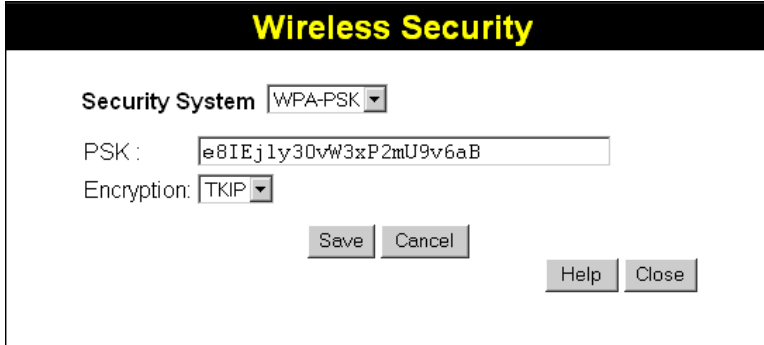 Wireless Security
Security System WPA-PSK
PSK : e8IEjly30vW3xP2mU9v6aB
Encryption: TKIP
Save Cancel
Help Close